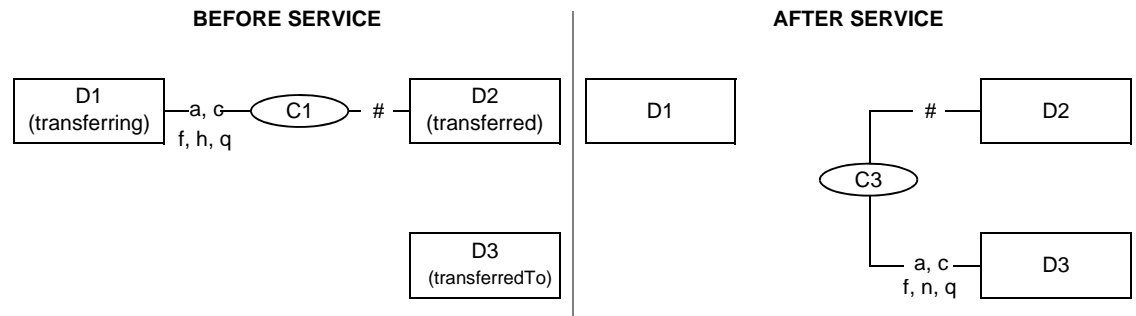 BEFORE SERVICE
AFTER SERVICE
D1
(transferring)
a, c
f, h, q
C1
#
D2
(transferred)
D3
(transferredTo)
D1
#
D2
C3
a, c
f, n, q
D3